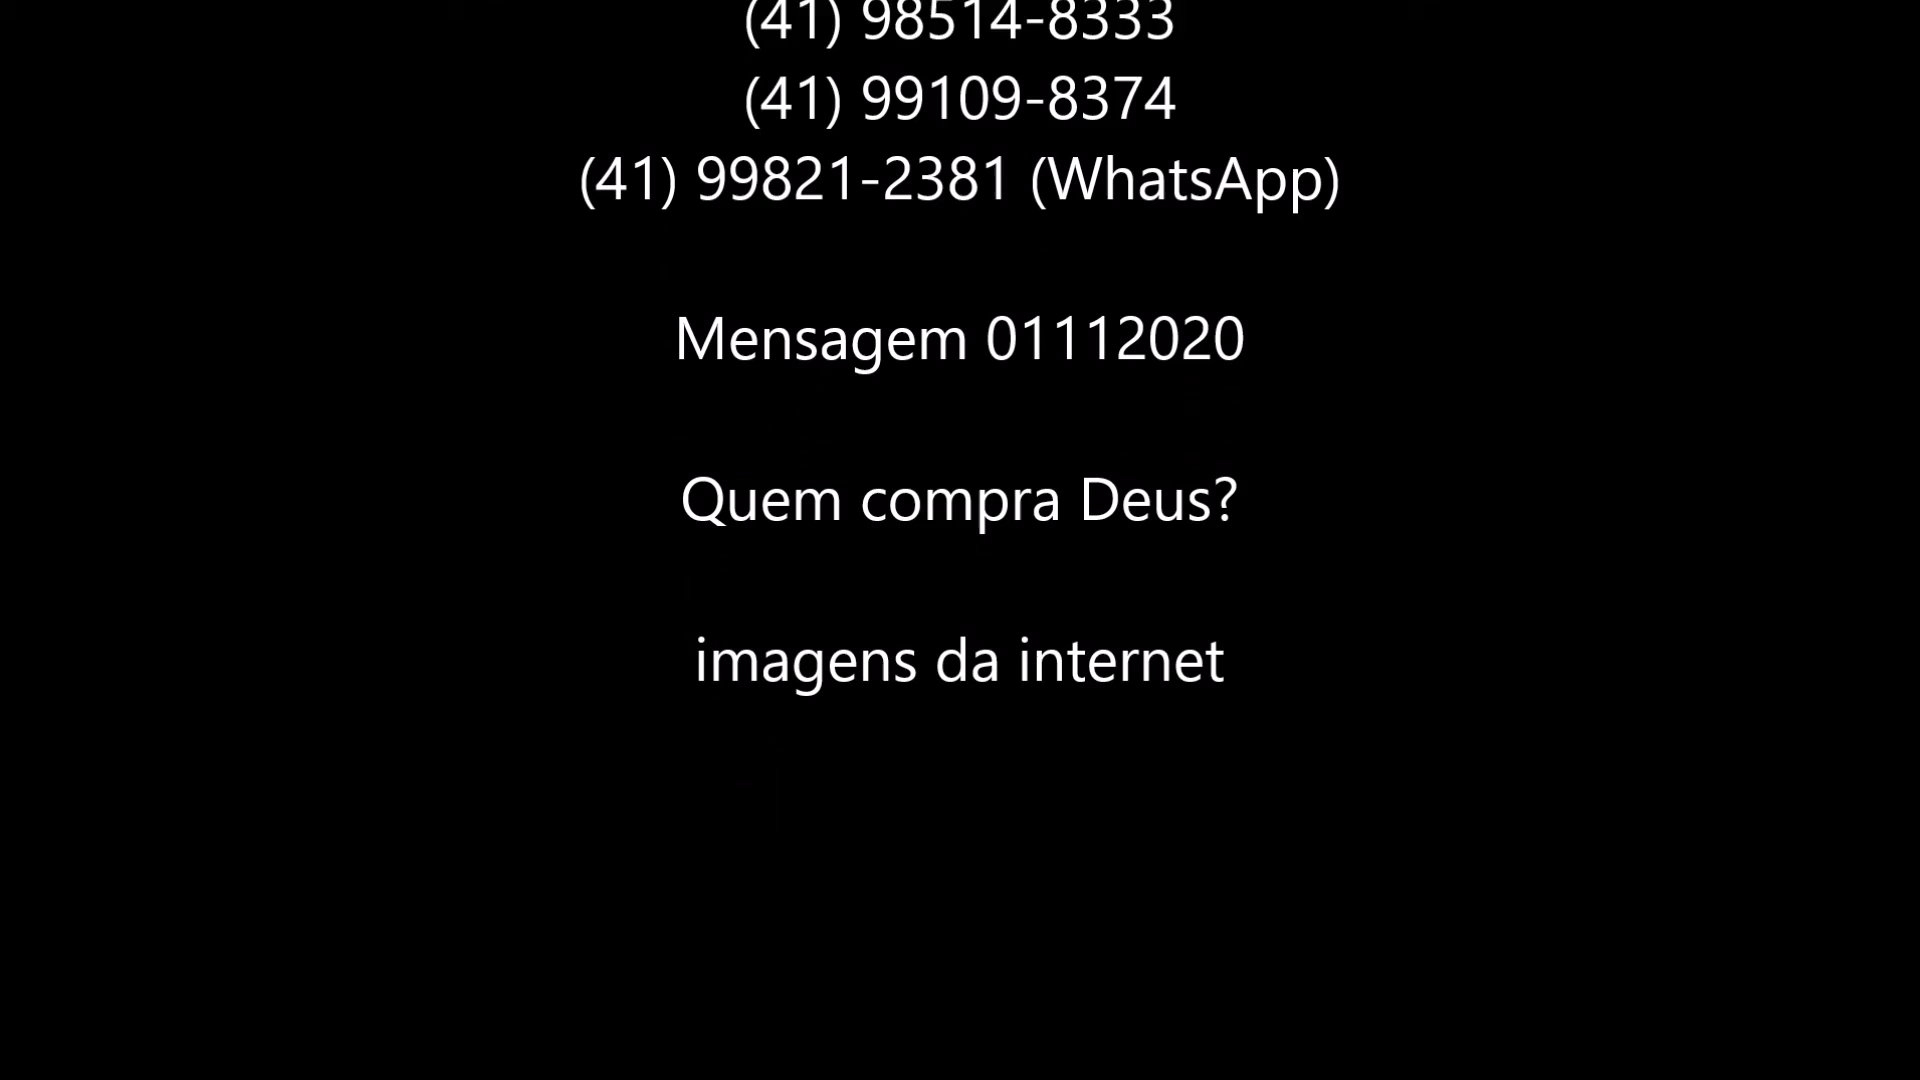 (41) 98514-8333
(41) 99109-8374
(41) 99821-2381 (WhatsApp)
Mensagem 01112020
Quem compra Deus?
imagens da internet